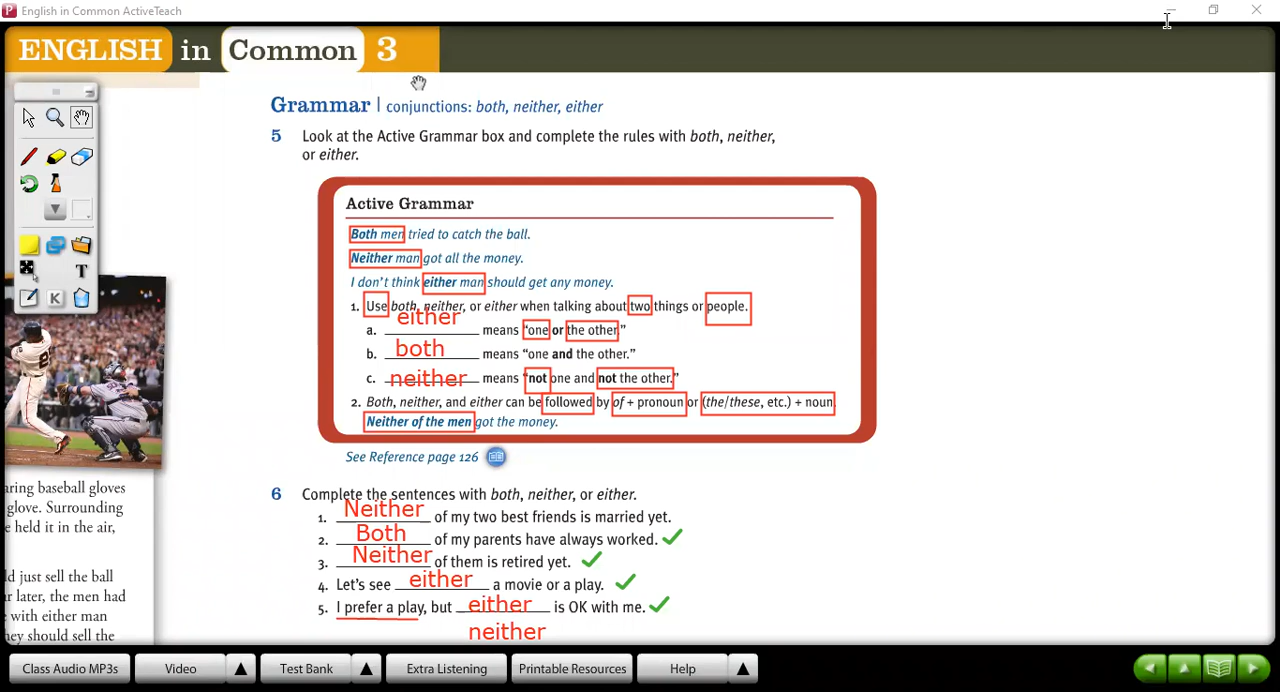 English in Common ActiveTeach
ENGLISH in Common 3
Grammar | conjunctions: both, neither, either
5 Look at the Active Grammar box and complete the rules with both, neither,
or either.
Active Grammar
Both men tried to catch the ball.
Neither man got all the money.
I don't think either man should get any money.
1. Use both, neither, or either when talking about two things or people.
a. either means “one or the other.”
b. both means “one and the other.”
c. neither means “not one and not the other.”
2. Both, neither, and either can be followed by of + pronoun or (the/these, etc.) + noun.
Neither of the men got the money.
See Reference page 126
6 Complete the sentences with both, neither, or either.
1. Neither of my two best friends is married yet.
2. Both of my parents have always worked.
3. Neither of them is retired yet.
4. Let's see either a movie or a play.
5. I prefer a play, but either is OK with me.
neither
T
K
8
aring baseball gloves
glove. Surrounding
e held it in the air,
ld just sell the ball
ar later, the men had
with either man
ney should sell the
Class Audio MP3s Video Test Bank Extra Listening Printable Resources Help